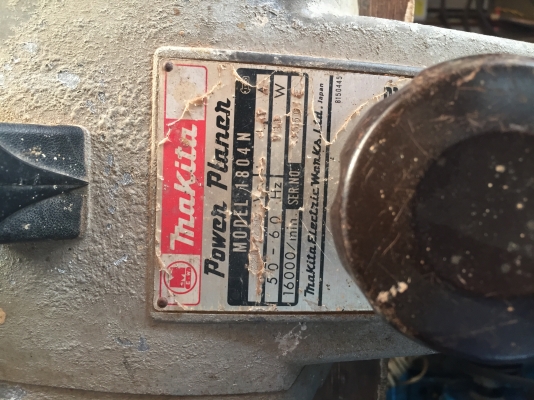 Makita
Power Planer
MODEL 1804N
V A W
50-60 Hz
16000/min. SER.NO.
Makita Electric Works, Ltd. Japan